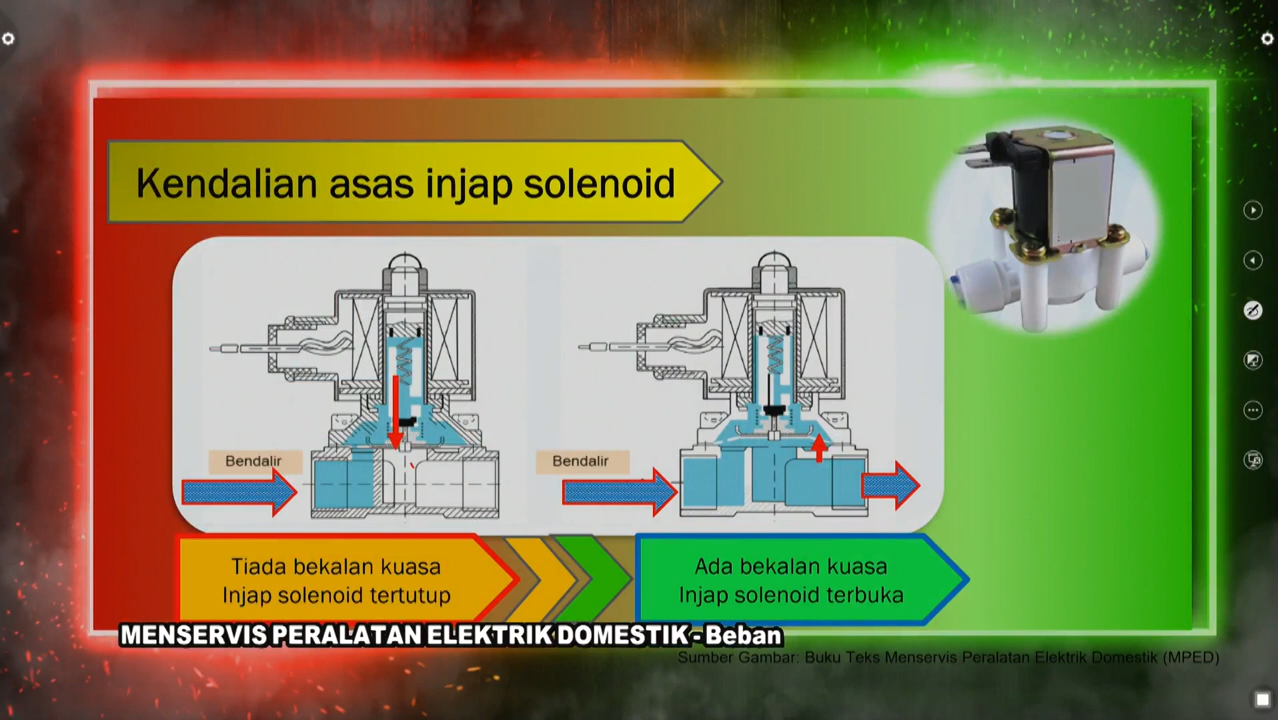 Kendalian asas injap solenoid
Bendalir
Bendalir
Tiada bekalan kuasa
Injap solenoid tertutup
Ada bekalan kuasa
Injap solenoid terbuka
MENSERVIS PERALATAN ELEKTRIK DOMESTIK - Beban
Sumber Gambar: Buku Teks Menservis Peralatan Elektrik Domestik (MPED)